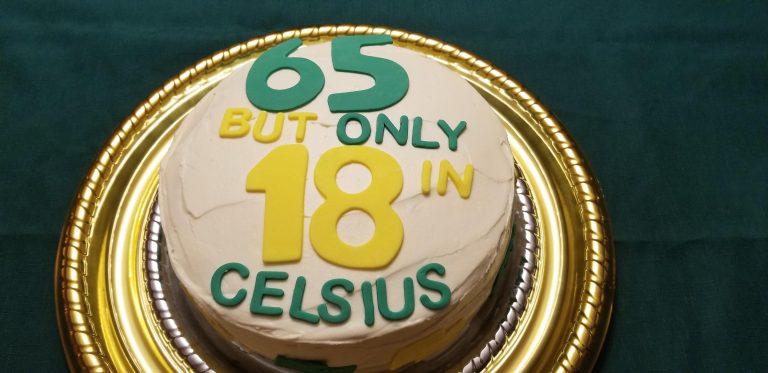 65
BUT ONLY
18 IN
CELSIUS